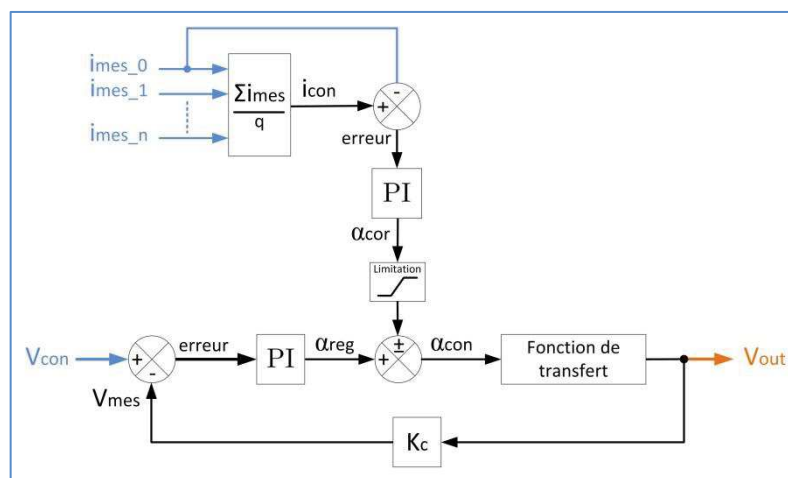 imes_0
imes_1
imes_n
Σimes
q
icon
+
-
erreur
PI
αcor
Limitation
Vcon
+
-
erreur
PI
αreg
+
±
αcon
Fonction de
transfert
Vout
Vmes
Kc